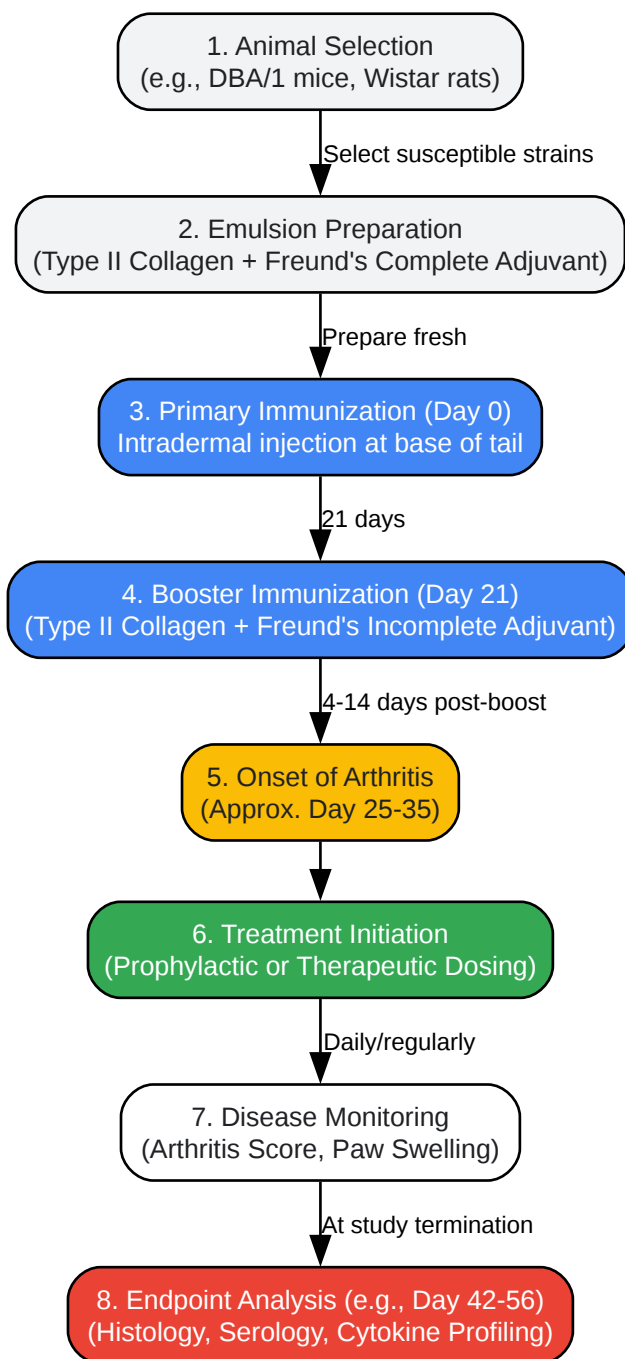 1. Animal Selection
(e.g., DBA/1 mice, Wistar rats)
Select susceptible strains
2. Emulsion Preparation
(Type II Collagen + Freund's Complete Adjuvant)
Prepare fresh
3. Primary Immunization (Day 0)
Intradermal injection at base of tail
21 days
4. Booster Immunization (Day 21)
(Type II Collagen + Freund's Incomplete Adjuvant)
4-14 days post-boost
5. Onset of Arthritis
(Approx. Day 25-35)
6. Treatment Initiation
(Prophylactic or Therapeutic Dosing)
Daily/regularly
7. Disease Monitoring
(Arthritis Score, Paw Swelling)
At study termination
8. Endpoint Analysis (e.g., Day 42-56)
(Histology, Serology, Cytokine Profiling)